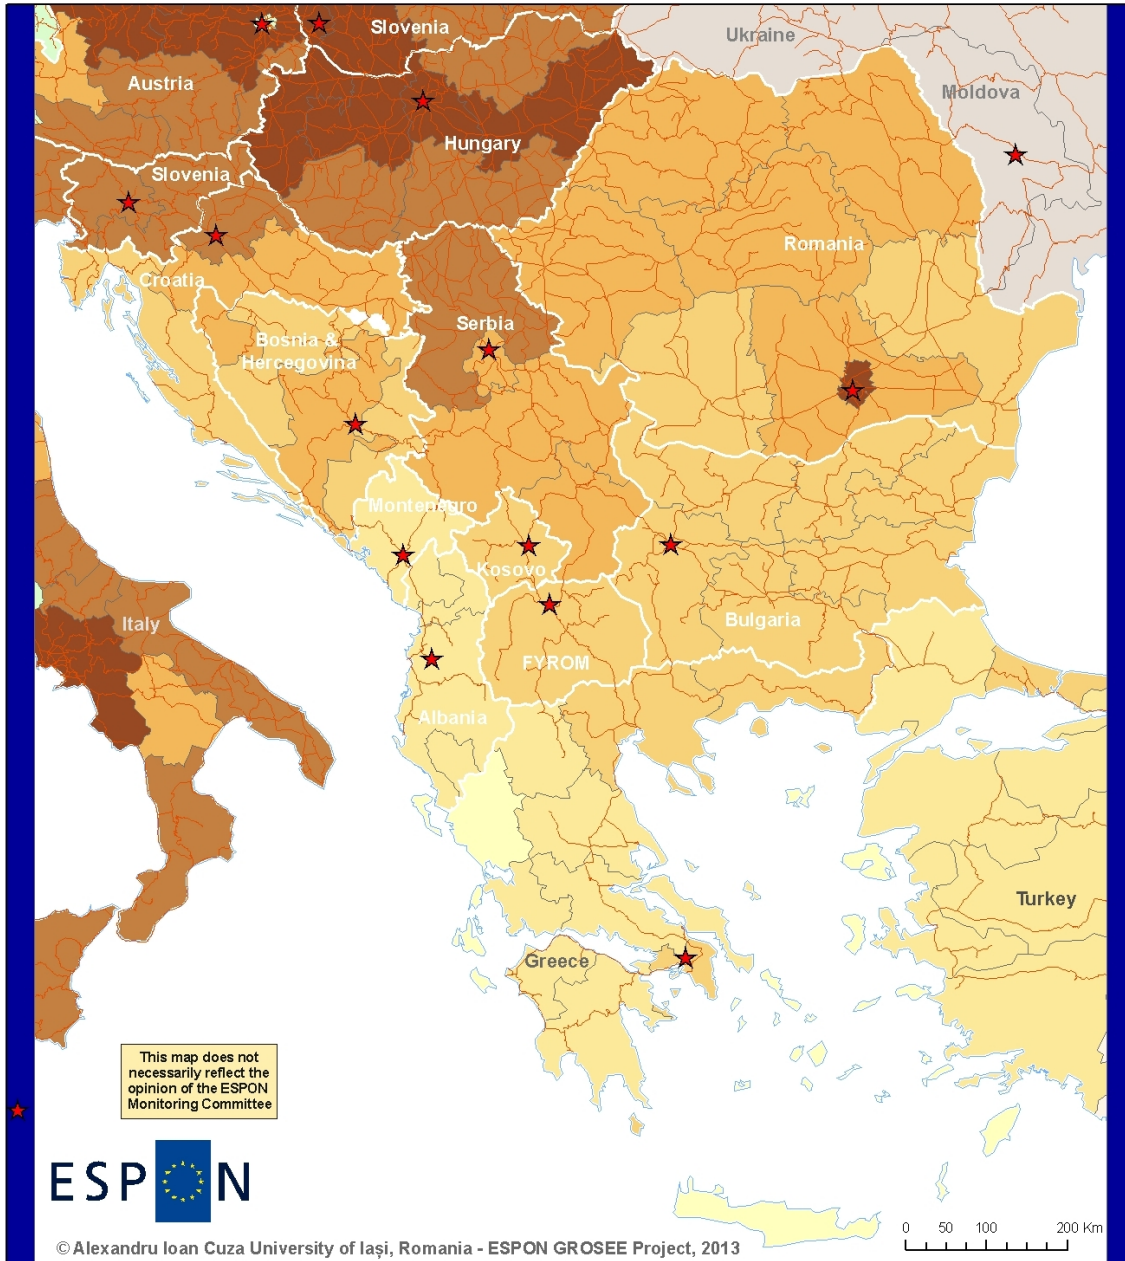 Slovenia
Ukraine
Austria
Moldova
Hungary
Slovenia
Romania
Croatia
Serbia
Bosnia &
Hercegovina
Montenegro
Kosovo
Italy
Bulgaria
FYROM
Albania
Turkey
Greece
This map does not
necessarily reflect the
opinion of the ESPON
Monitoring Committee
ESPON
0 50 100 200 Km
© Alexandru Ioan Cuza University of Iași, Romania - ESPON GROSEE Project, 2013